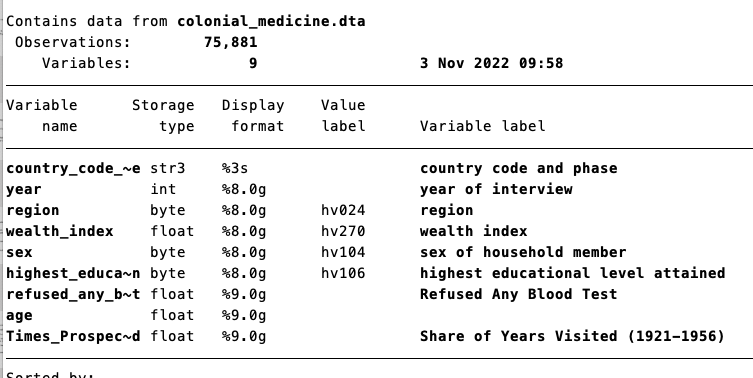 Contains data from colonial_medicine.dta
Observations: 75,881
Variables: 9 3 Nov 2022 09:58
Variable Storage Display Value
name type format label Variable label
country_code_~e str3 %3s country code and phase
year int %8.0g year of interview
region byte %8.0g hv024 region
wealth_index float %8.0g hv270 wealth index
sex byte %8.0g hv104 sex of household member
highest_educa~n byte %8.0g hv106 highest educational level attained
refused_any_b~t float %9.0g Refused Any Blood Test
age float %9.0g
Times_Prospec~d float %9.0g Share of Years Visited (1921-1956)
Sorted by: